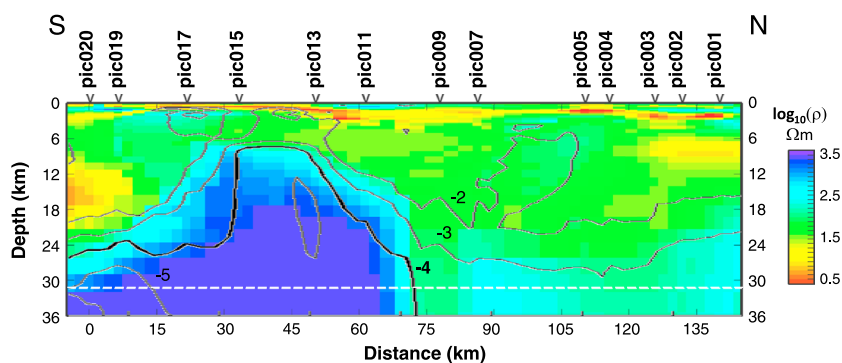 S N
pic020 pic019 pic017 pic015 pic013 pic011 pic009 pic007 pic005 pic004 pic003 pic002 pic001
0 0
6 6
12 12
18 18
24 24
30 30
36 36
Depth (km)
-2
-3
-4
-5
0 15 30 45 60 75 90 105 120 135
Distance (km)
log10(ρ)
Ωm
3.5
2.5
1.5
0.5